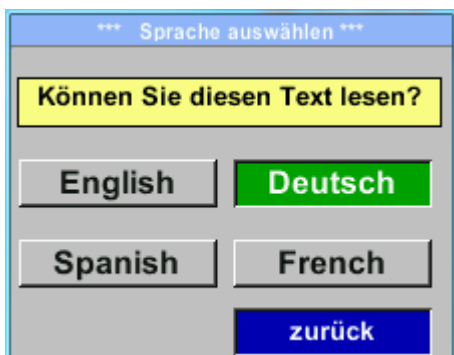 *** Sprache auswählen ***
Können Sie diesen Text lesen?
English Deutsch
Spanish French
zurück